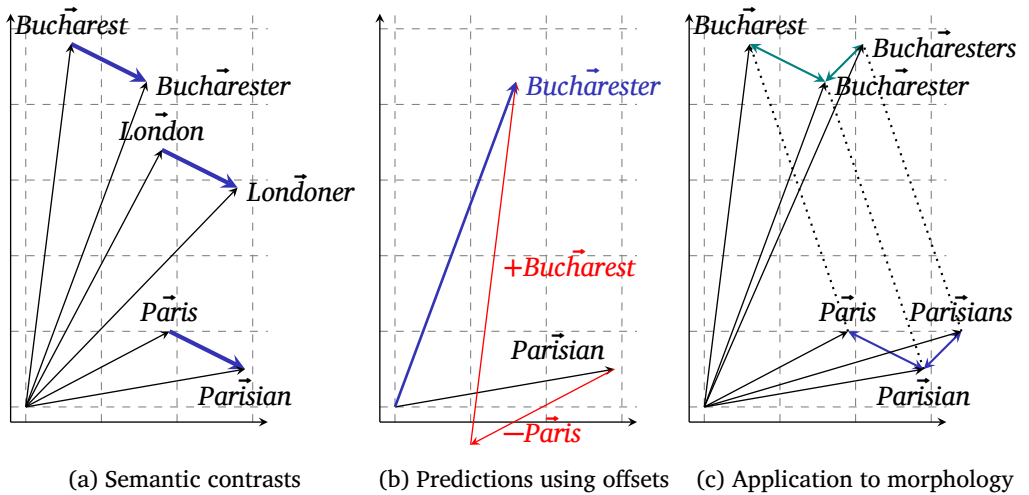 Bucharest
Bucharester
London
Londoner
Paris
Parisian
(a) Semantic contrasts
Bucharester
+Bucharest
Parisian
−Paris
(b) Predictions using offsets
Bucharest
Bucharesters
Bucharester
Paris
Parisians
Parisian
(c) Application to morphology